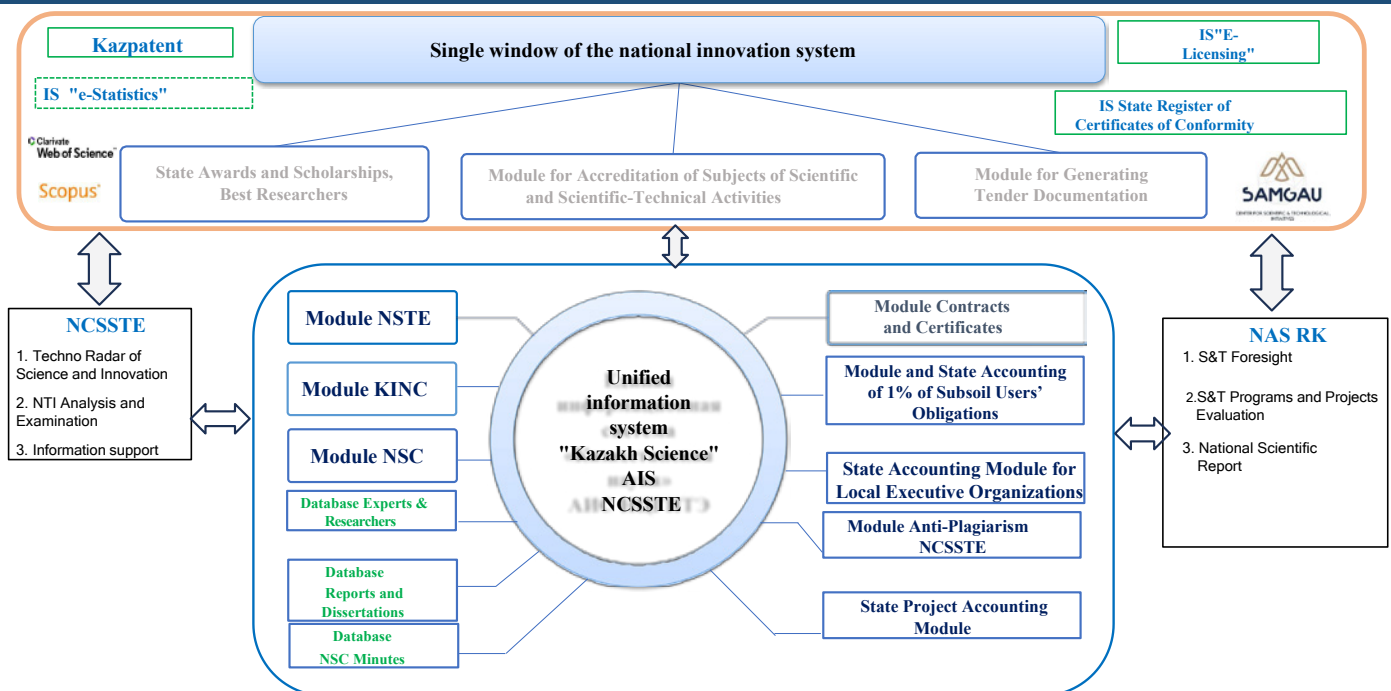 Kazpatent
Single window of the national innovation system
IS"E-
Licensing"
IS "e-Statistics"
IS State Register of
Certificates of Conformity
Clarivate
Web of Science™
Scopus®
State Awards and Scholarships,
Best Researchers
Module for Accreditation of Subjects of Scientific
and Scientific-Technical Activities
Module for Generating
Tender Documentation
SAMGAU
CENTER FOR SCIENTIFIC & TECHNOLOGICAL
INITIATIVES
NCSSTE
1. Techno Radar of
Science and Innovation
2. NTI Analysis and
Examination
3. Information support
Module NSTE
Module KINC
Module NSC
Database Experts &
Researchers
Database
Reports and
Dissertations
Database
NSC Minutes
Unified
information
system
"Kazakh Science"
AIS
NCSSTE
Module Contracts
and Certificates
Module and State Accounting
of 1% of Subsoil Users’
Obligations
State Accounting Module for
Local Executive Organizations
Module Anti-Plagiarism
NCSSTE
State Project Accounting
Module
NAS RK
1. S&T Foresight
2.S&T Programs and Projects
Evaluation
3. National Scientific
Report